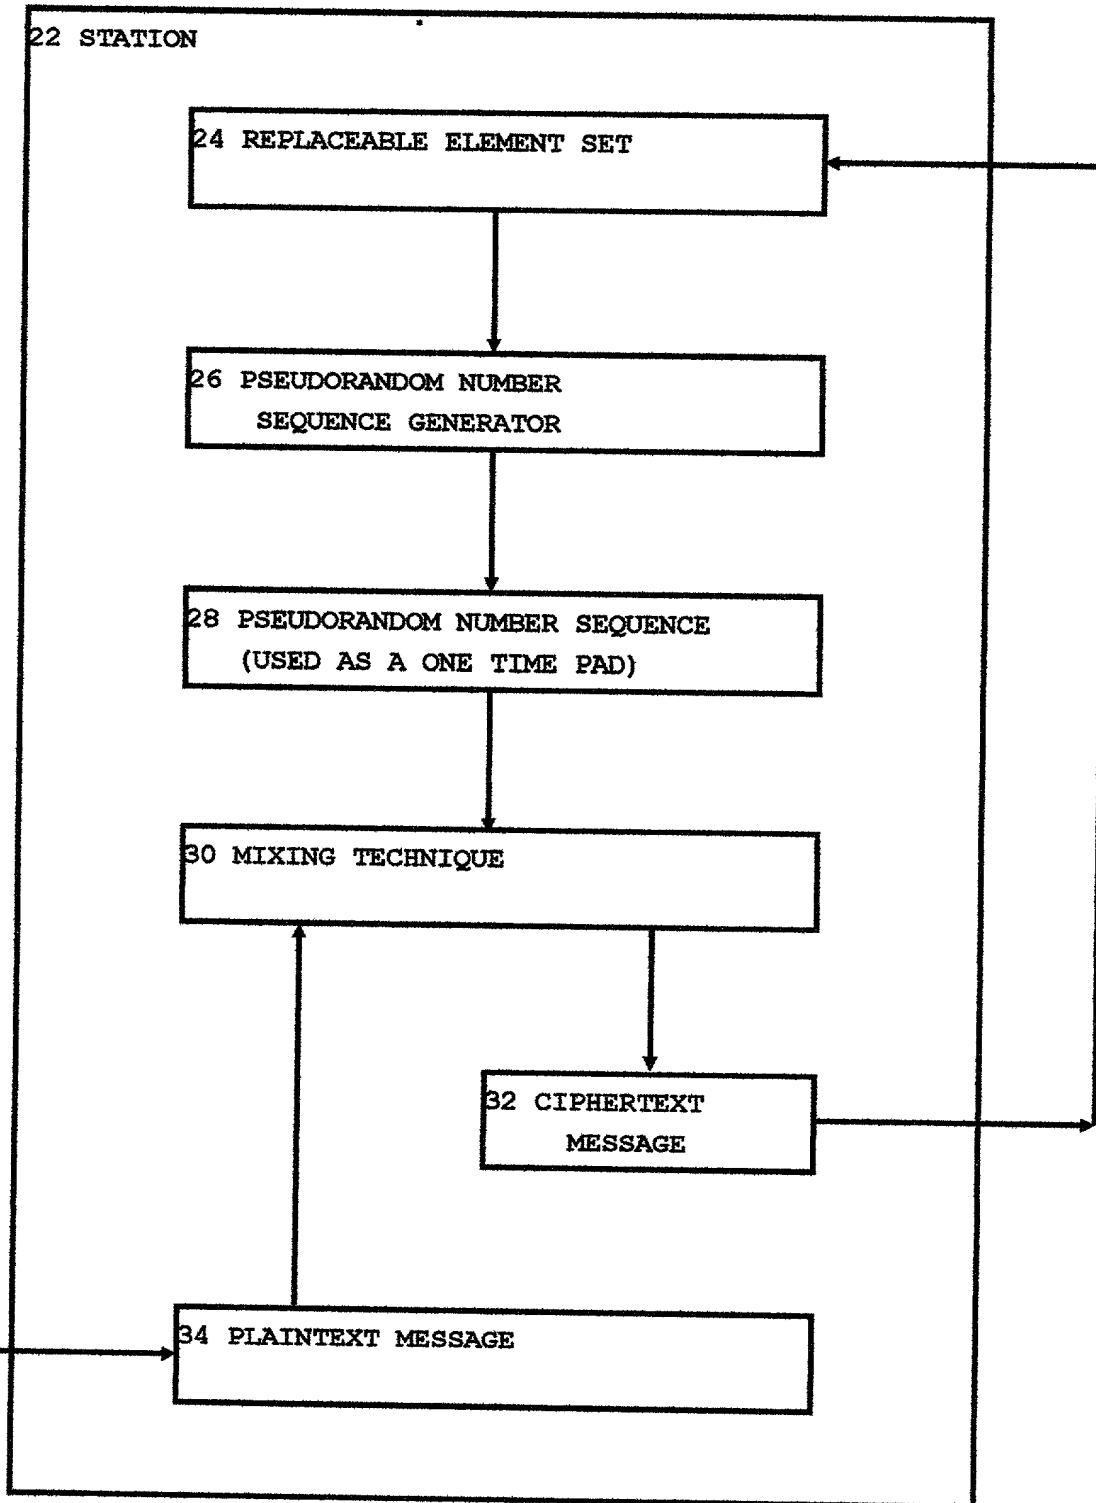 22 STATION
24 REPLACEABLE ELEMENT SET
26 PSEUDORANDOM NUMBER
SEQUENCE GENERATOR
28 PSEUDORANDOM NUMBER SEQUENCE
(USED AS A ONE TIME PAD)
30 MIXING TECHNIQUE
32 CIPHERTEXT
MESSAGE
34 PLAINTEXT MESSAGE